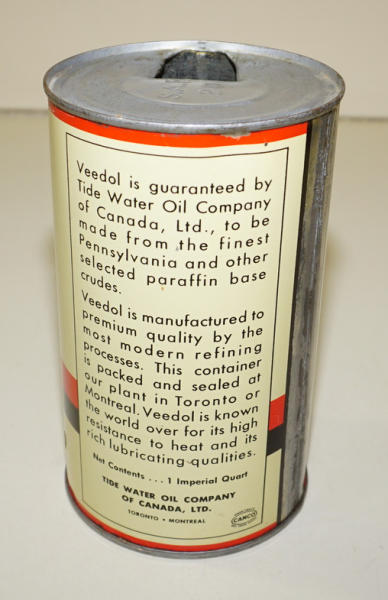 Veedol is guaranteed by
Tide Water Oil Company
of Canada, Ltd., to be
made from the finest
Pennsylvania and other
selected paraffin base
crudes.
Veedol is manufactured to
premium quality by the
most modern refining
processes. This container
is packed and sealed at
our plant in Toronto or
Montreal. Veedol is known
the world over for its high
resistance to heat and its
rich lubricating qualities.
Net Contents . . . 1 Imperial Quart
TIDE WATER OIL COMPANY
OF CANADA, LTD.
TORONTO • MONTREAL
CANCO